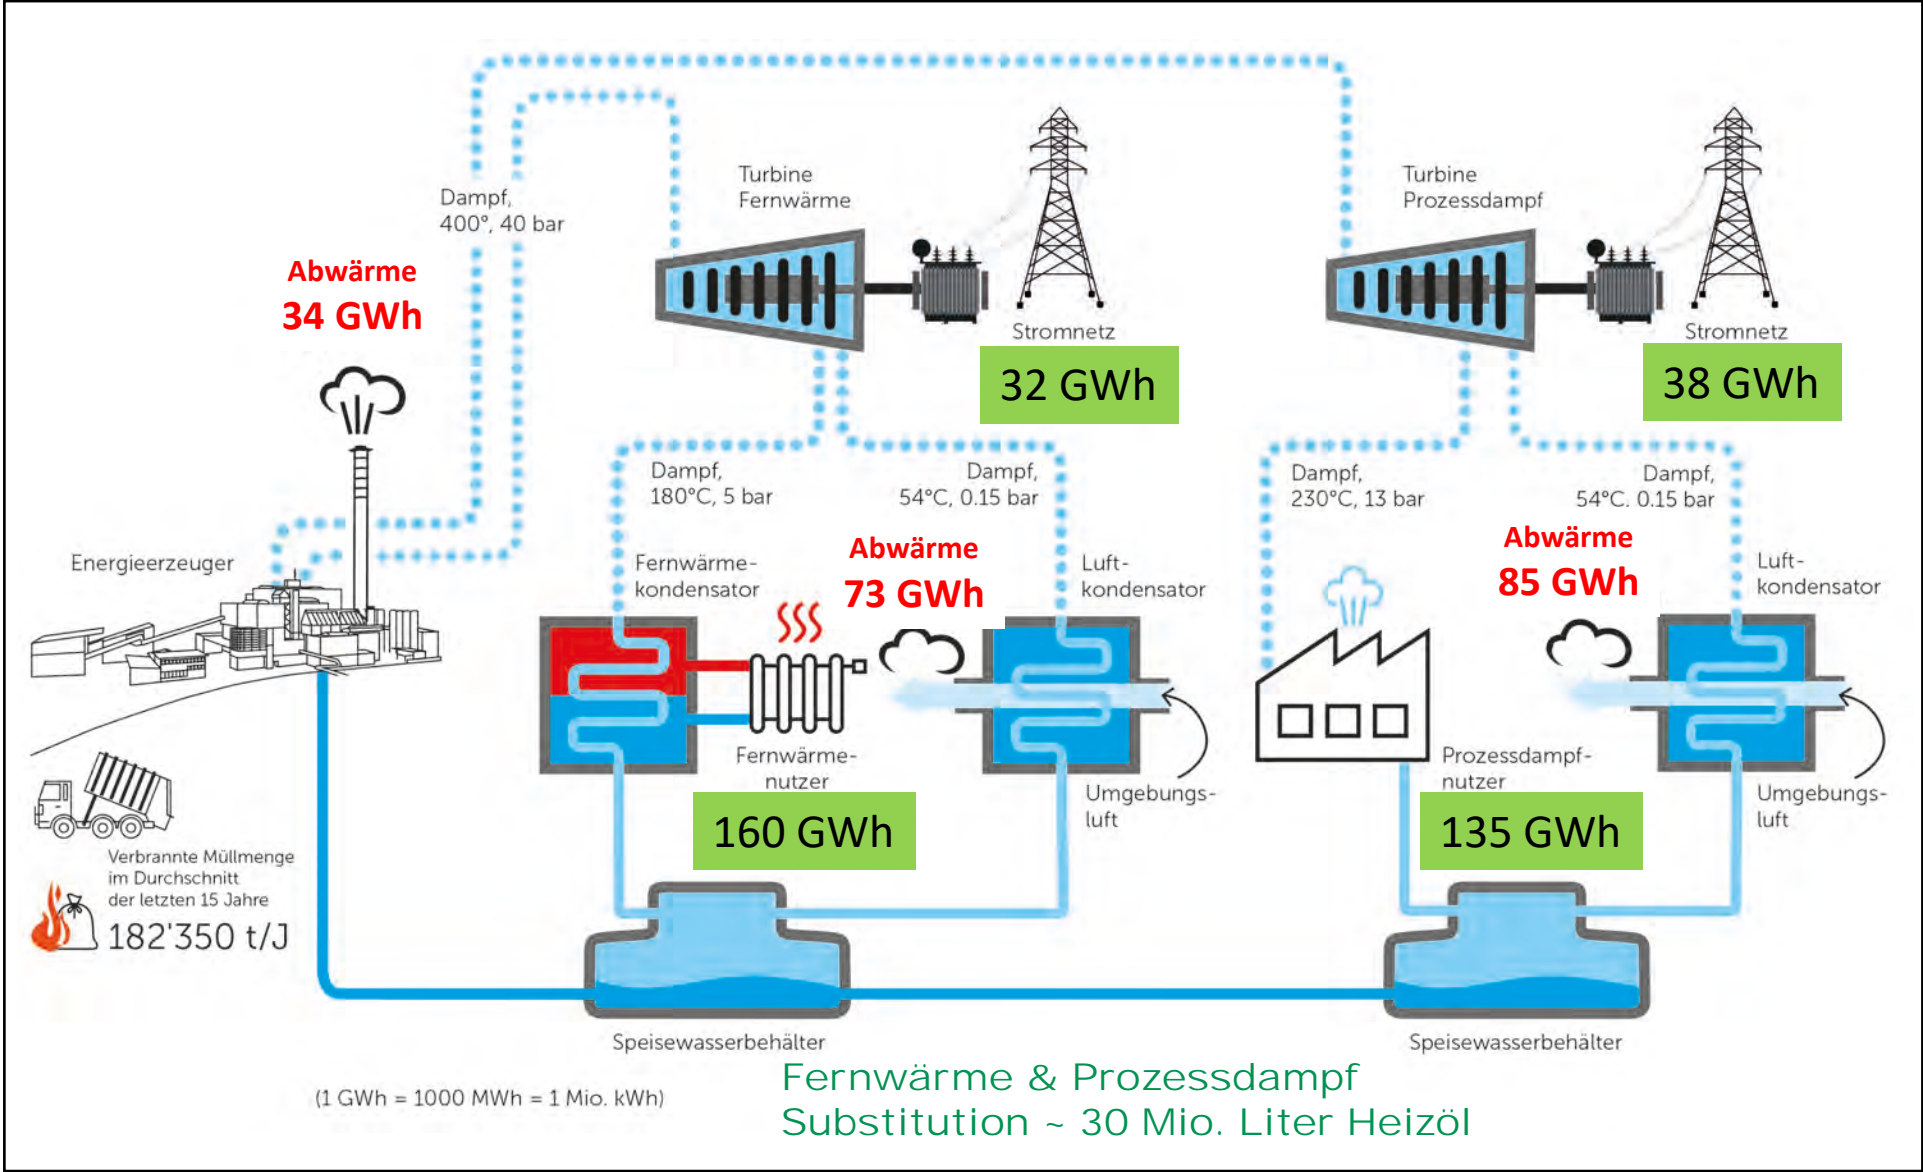 Dampf,
400°, 40 bar
Abwärme
34 GWh
Turbine
Fernwärme
Stromnetz
32 GWh
Turbine
Prozessdampf
Stromnetz
38 GWh
Dampf,
180°C, 5 bar
Dampf,
54°C, 0.15 bar
Dampf,
230°C, 13 bar
Dampf,
54°C. 0.15 bar
Energieerzeuger
Fernwärme-
kondensator
Abwärme
73 GWh
Luft-
kondensator
Abwärme
85 GWh
Luft-
kondensator
Fernwärme-
nutzer
160 GWh
Umgebungs-
luft
Prozessdampf-
nutzer
135 GWh
Umgebungs-
luft
Verbrannte Müllmenge
im Durchschnitt
der letzten 15 Jahre
182'350 t/J
Speisewasserbehälter
Speisewasserbehälter
(1 GWh = 1000 MWh = 1 Mio. kWh)
Fernwärme & Prozessdampf
Substitution ~ 30 Mio. Liter Heizöl